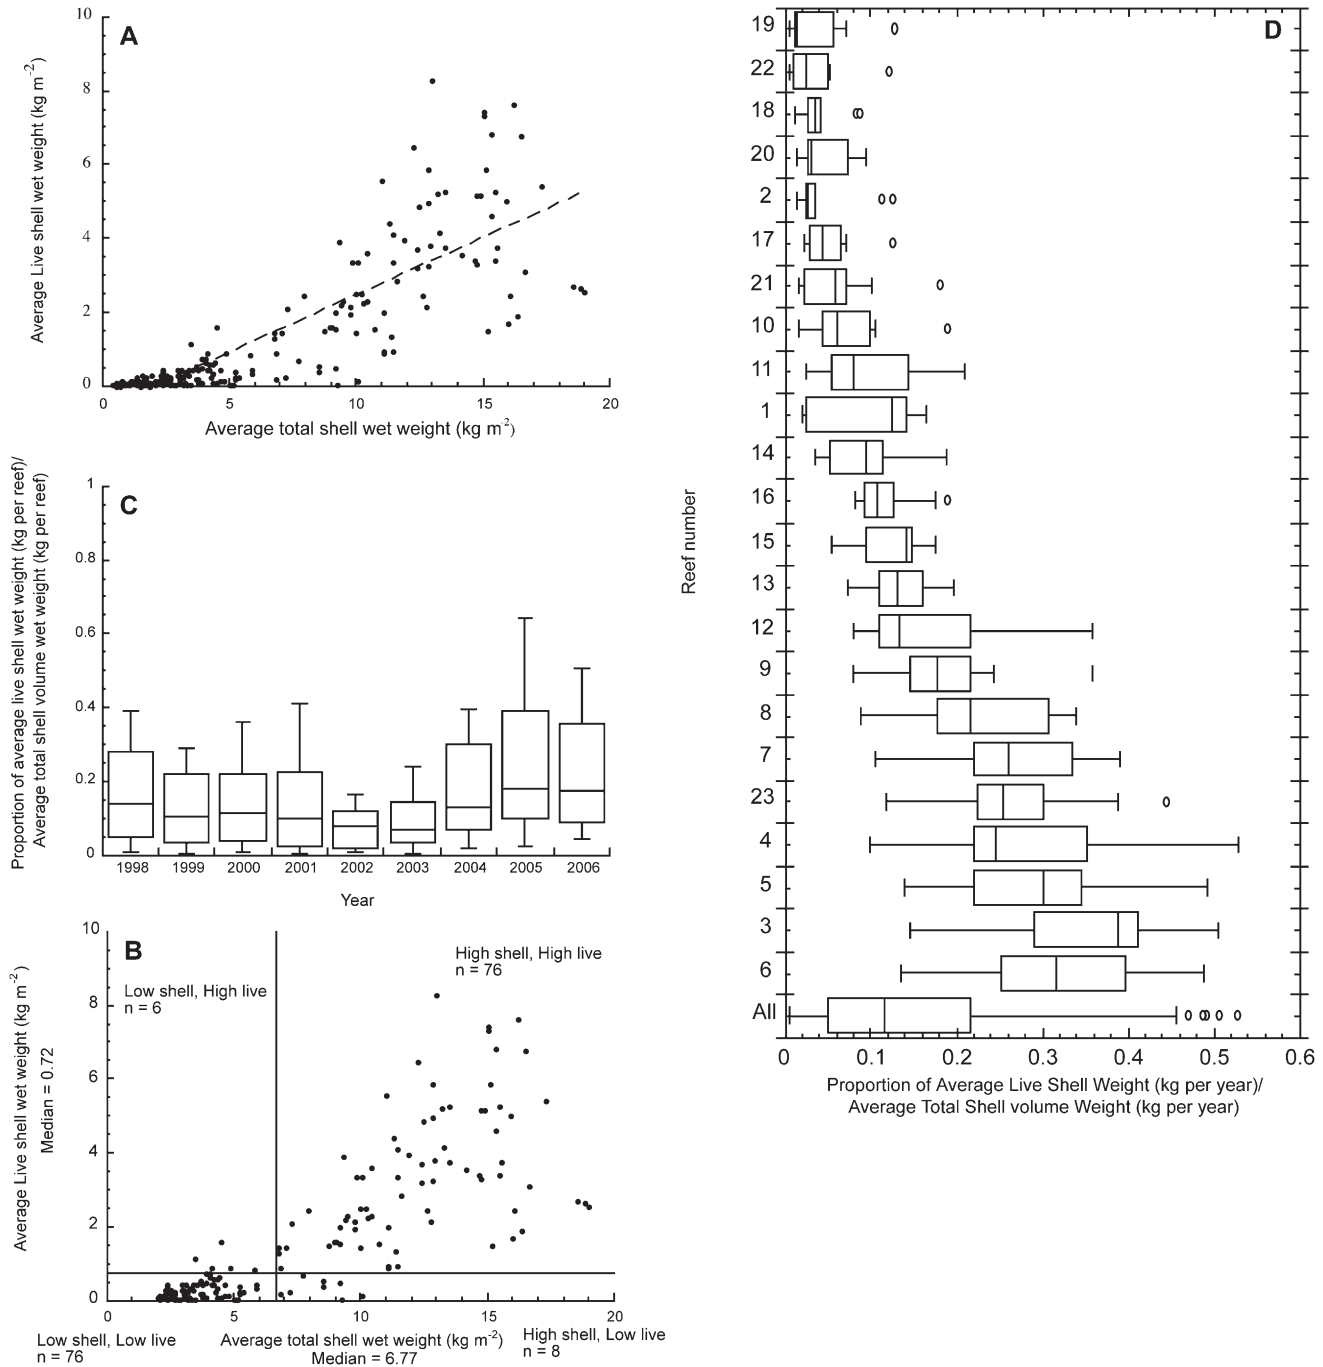 A
10
8
6
4
2
0
Average Live shell wet weight (kg m-2)
0 5 10 15 20
Average total shell wet weight (kg m-2)
C
1
0.8
0.6
0.4
0.2
0
Proportion of average live shell wet weight (kg per reef)/
Average total shell volume wet weight (kg per reef)
1998 1999 2000 2001 2002 2003 2004 2005 2006
Year
B
10
8
6
4
2
0
Average Live shell wet weight (kg m-2)
Median = 0.72
Low shell, High live
n = 6
High shell, High live
n = 76
0 5 10 15 20
Low shell, Low live
n = 76
Average total shell wet weight (kg m-2)
Median = 6.77
High shell, Low live
n = 8
D
Reef number
19
22
18
20
2
17
21
10
11
1
14
16
15
13
12
9
8
7
23
4
5
3
6
All
0 0.1 0.2 0.3 0.4 0.5 0.6
Proportion of Average Live Shell Weight (kg per year)/
Average Total Shell volume Weight (kg per year)